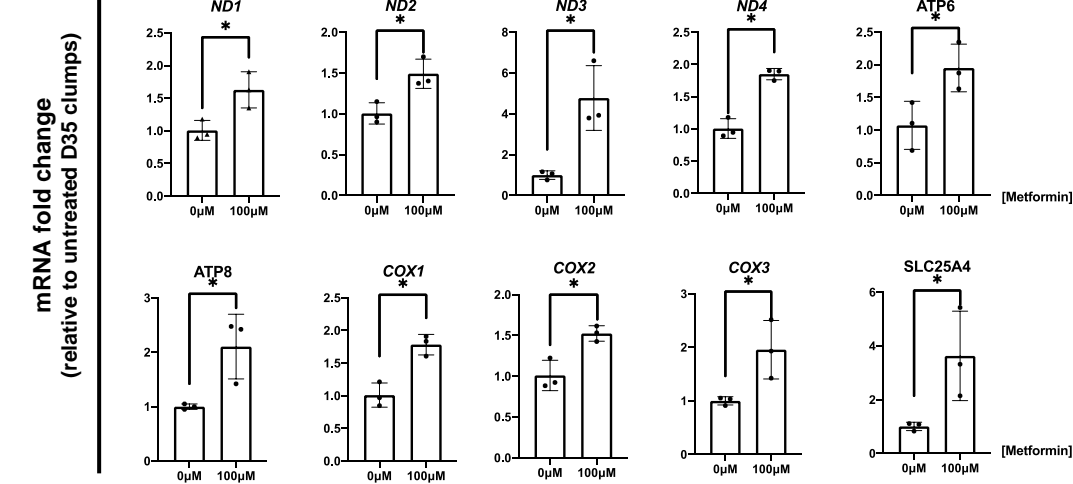 mRNA fold change
(relative to untreated D35 clumps)
ND1
*
2.5
2.0
1.5
1.0
0.5
0.0
0µM 100µM
ND2
*
2.0
1.5
1.0
0.5
0.0
0µM 100µM
ND3
*
8
6
4
2
0
0µM 100µM
ND4
*
2.5
2.0
1.5
1.0
0.5
0.0
0µM 100µM
ATP6
*
2.5
2.0
1.5
1.0
0.5
0.0
0µM 100µM
[Metformin]
ATP8
*
3
2
1
0
0µM 100µM
COX1
*
2.5
2.0
1.5
1.0
0.5
0.0
0µM 100µM
COX2
*
2.0
1.5
1.0
0.5
0.0
0µM 100µM
COX3
*
3
2
1
0
0µM 100µM
SLC25A4
*
6
4
2
0
0µM 100µM
[Metformin]